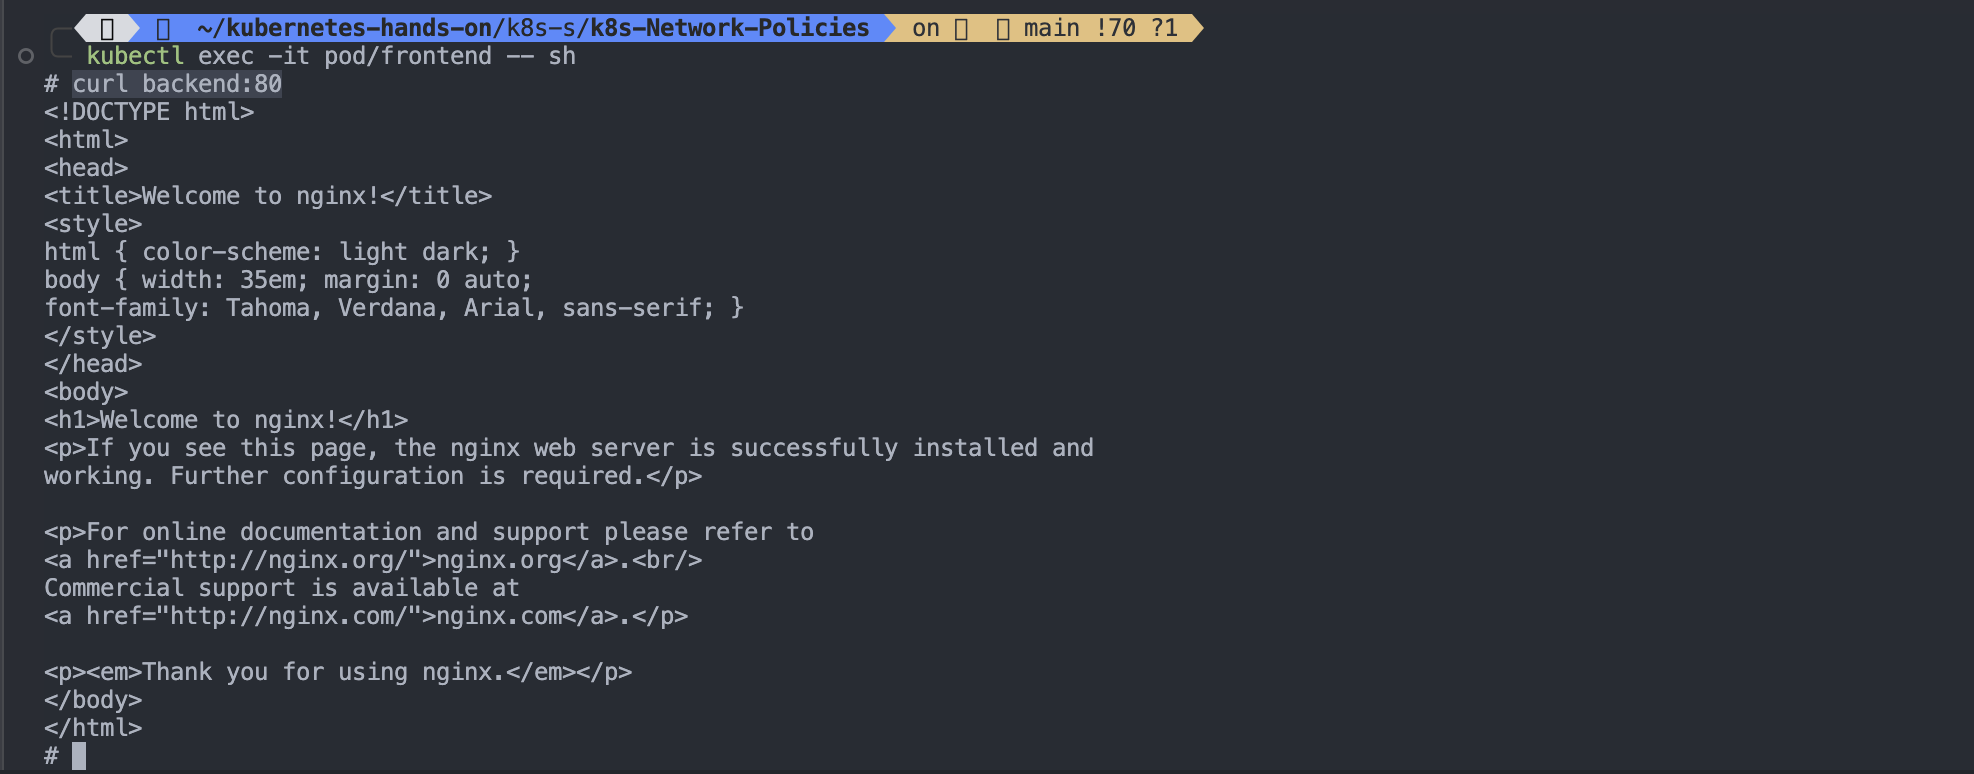 ~/kubernetes-hands-on/k8s-s/k8s-Network-Policies on main !70 ?1
kubectl exec -it pod/frontend -- sh
# curl backend:80
<!DOCTYPE html>
<html>
<head>
<title>Welcome to nginx!</title>
<style>
html { color-scheme: light dark; }
body { width: 35em; margin: 0 auto;
font-family: Tahoma, Verdana, Arial, sans-serif; }
</style>
</head>
<body>
<h1>Welcome to nginx!</h1>
<p>If you see this page, the nginx web server is successfully installed and
working. Further configuration is required.</p>

<p>For online documentation and support please refer to
<a href="http://nginx.org/">nginx.org</a>.<br/>
Commercial support is available at
<a href="http://nginx.com/">nginx.com</a>.</p>

<p><em>Thank you for using nginx.</em></p>
</body>
</html>
#